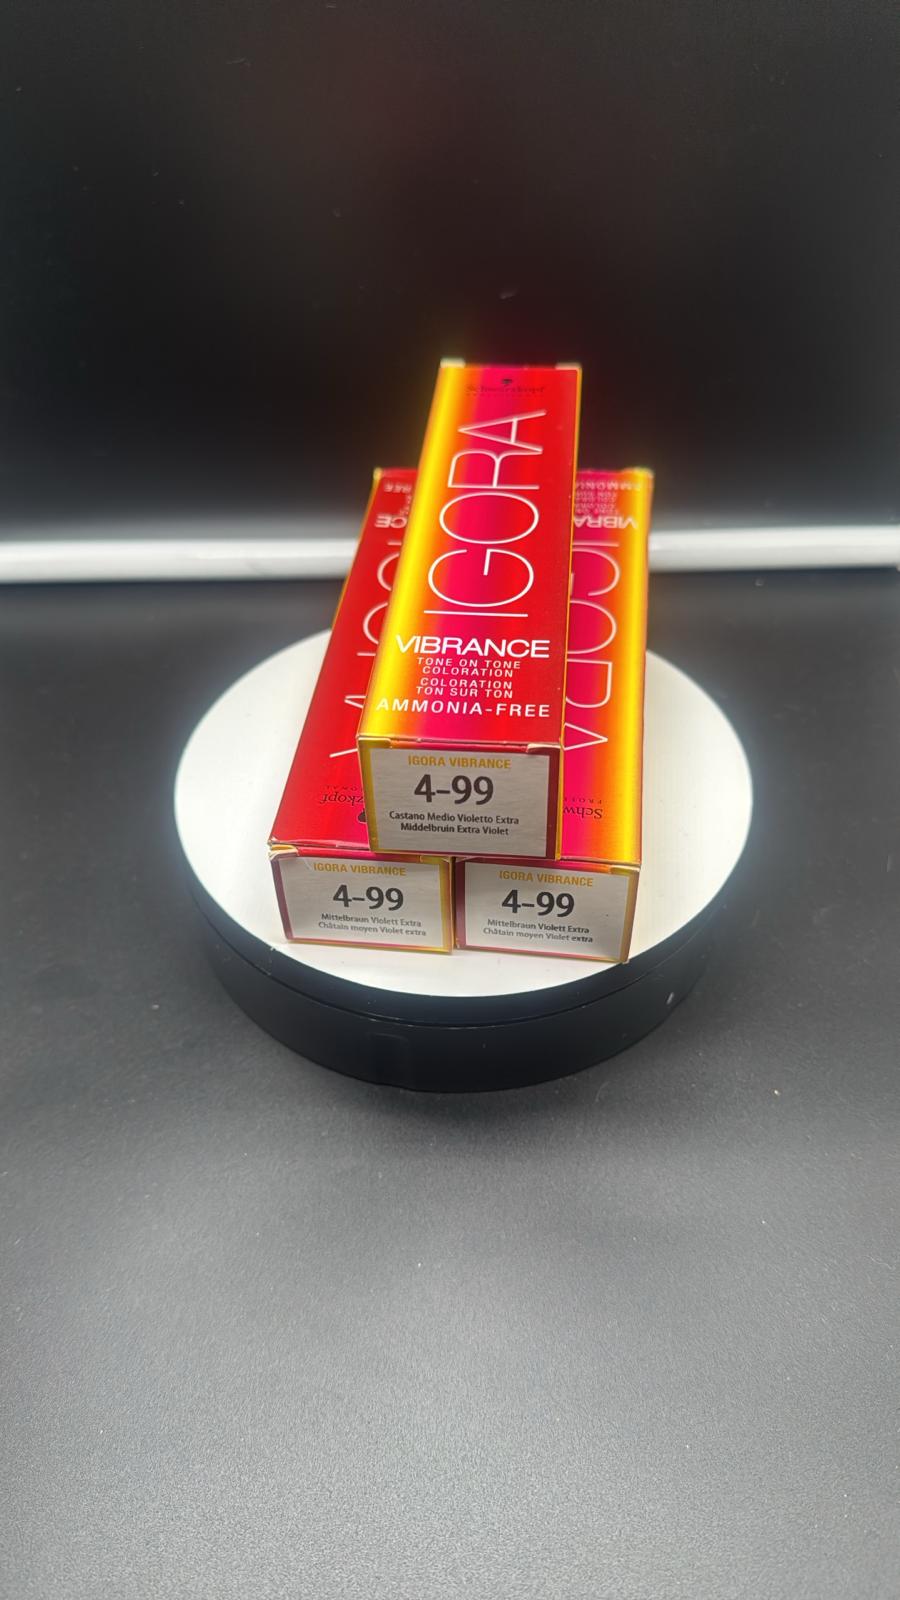 Schwarzkopf
PROFESSIONAL
IGORA
VIBRANCE
TONE ON TONE
COLORATION
COLORATION
TON SUR TON
AMMONIA-FREE
IGORA VIBRANCE
4-99
Castano Medio Violetto Extra
Middelbruin Extra Violet
IGORA VIBRANCE
4-99
Mittelbraun Violett Extra
Châtain moyen Violet extra
IGORA VIBRANCE
4-99
Mittelbraun Violett Extra
Châtain moyen Violet extra